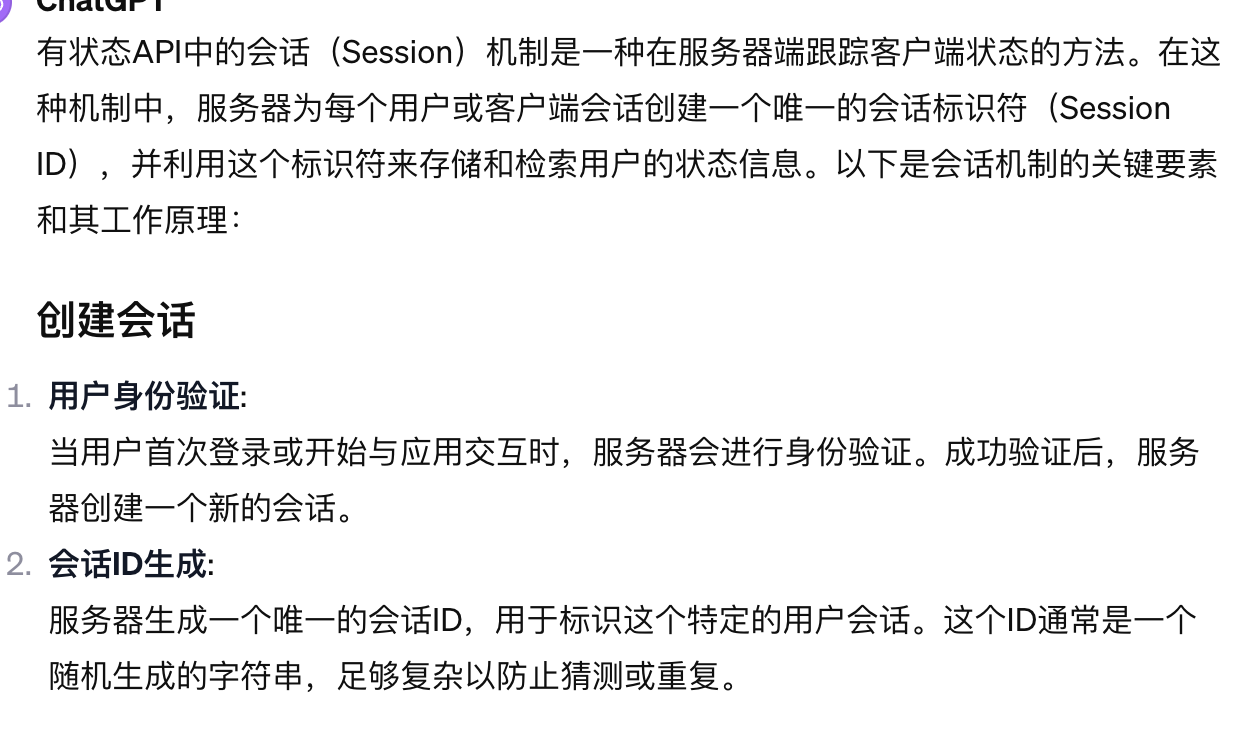 ChatGPT
有状态API中的会话（Session）机制是一种在服务器端跟踪客户端状态的方法。在这
种机制中，服务器为每个用户或客户端会话创建一个唯一的会话标识符（Session
ID），并利用这个标识符来存储和检索用户的状态信息。以下是会话机制的关键要素
和其工作原理：
创建会话
1. 用户身份验证:
当用户首次登录或开始与应用交互时，服务器会进行身份验证。成功验证后，服务
器创建一个新的会话。
2. 会话ID生成:
服务器生成一个唯一的会话ID，用于标识这个特定的用户会话。这个ID通常是一个
随机生成的字符串，足够复杂以防止猜测或重复。